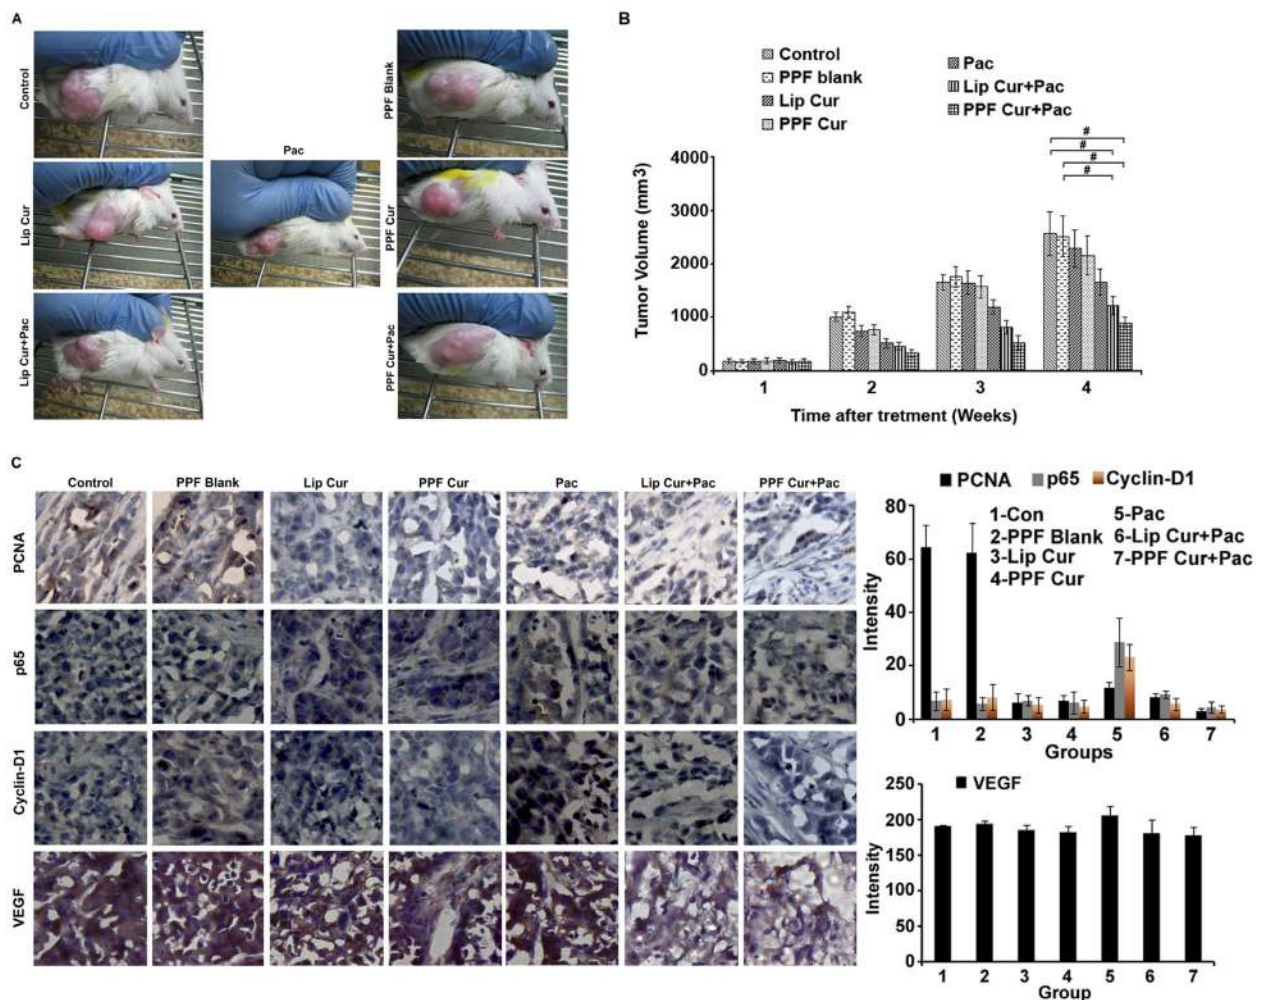 A
Control
PPF Blank
Pac
Lip Cur
PPF Cur
Lip Cur+Pac
PPF Cur+Pac
B
Control
PPF blank
Lip Cur
PPF Cur
Pac
Lip Cur+Pac
PPF Cur+Pac
#
#
#
#
Tumor Volume (mm3)
4000
3000
2000
1000
0
1 2 3 4
Time after tretment (Weeks)
C
Control PPF Blank Lip Cur PPF Cur Pac Lip Cur+Pac PPF Cur+Pac
PCNA
p65
Cyclin-D1
VEGF
PCNA p65 Cyclin-D1
1-Con 5-Pac
2-PPF Blank 6-Lip Cur+Pac
3-Lip Cur 7-PPF Cur+Pac
4-PPF Cur
Intensity
80
60
40
20
0
1 2 3 4 5 6 7
Groups
VEGF
Intensity
250
200
150
100
50
0
1 2 3 4 5 6 7
Group